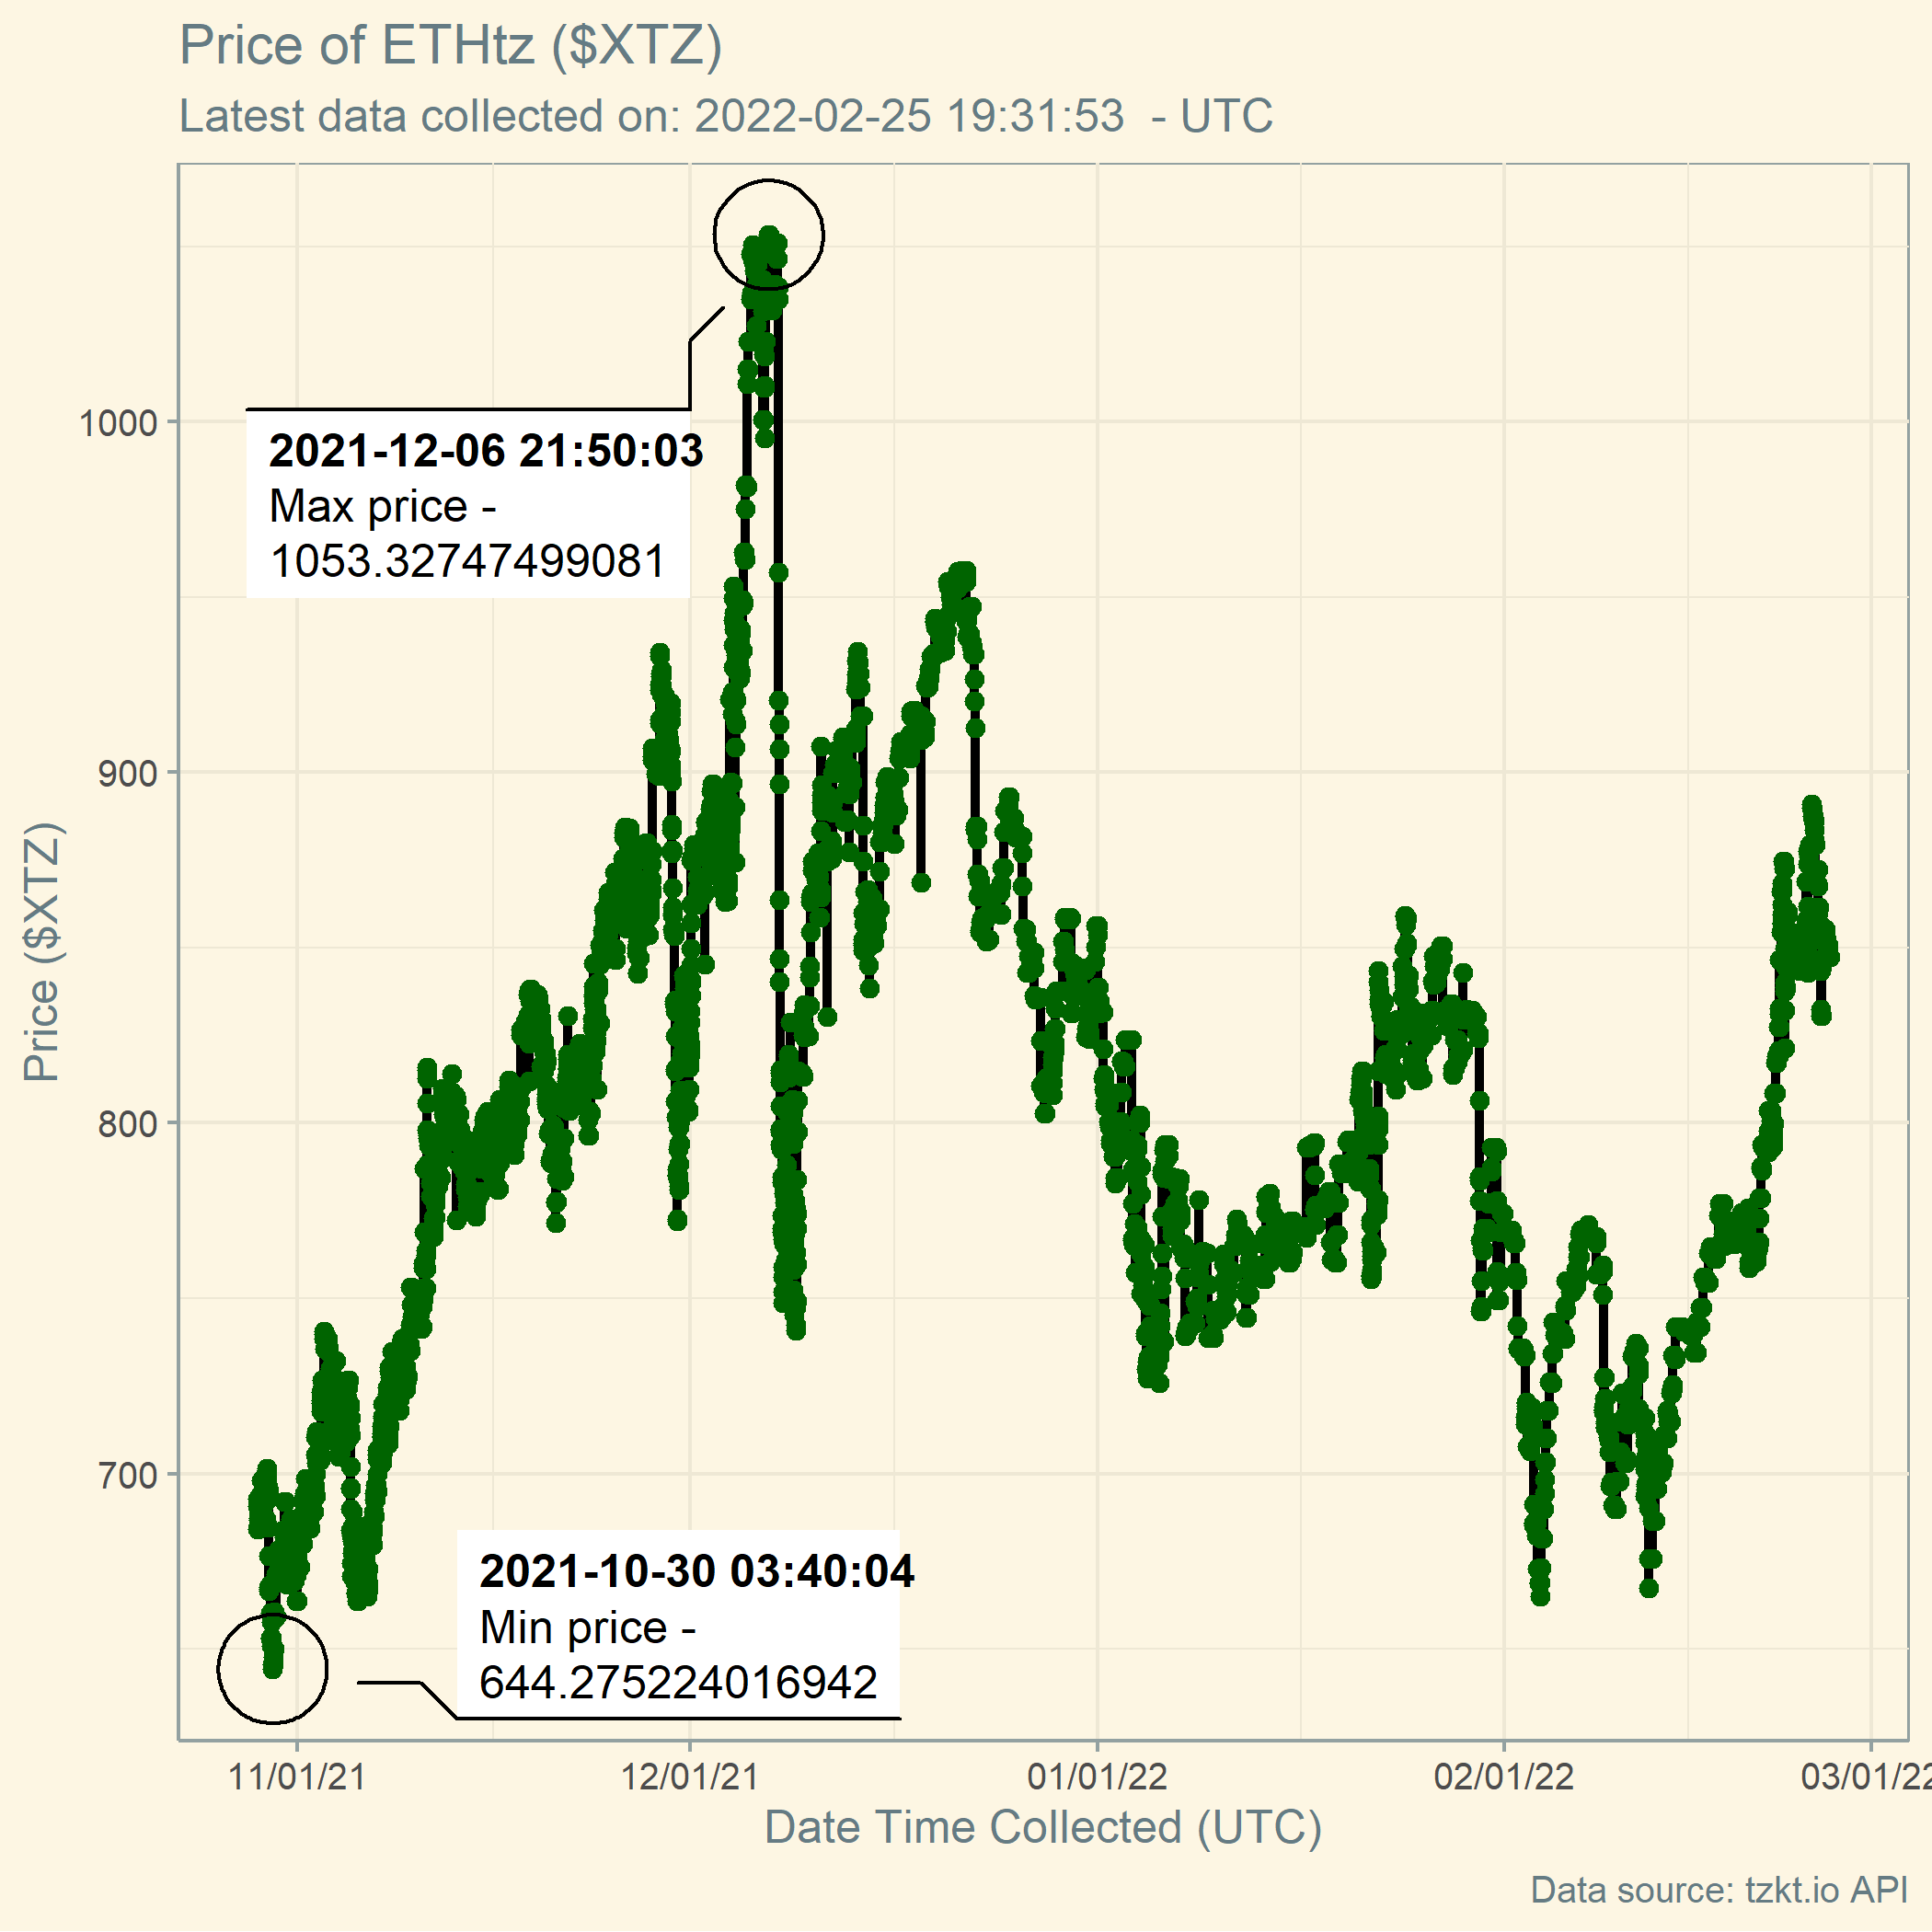 Price of ETHtz ($XTZ)
Latest data collected on: 2022-02-25 19:31:53  - UTC
Price ($XTZ)
1000
900
800
700
2021-12-06 21:50:03
Max price -
1053.32747499081
2021-10-30 03:40:04
Min price -
644.275224016942
11/01/21
12/01/21
01/01/22
02/01/22
03/01/22
Date Time Collected (UTC)
Data source: tzkt.io API